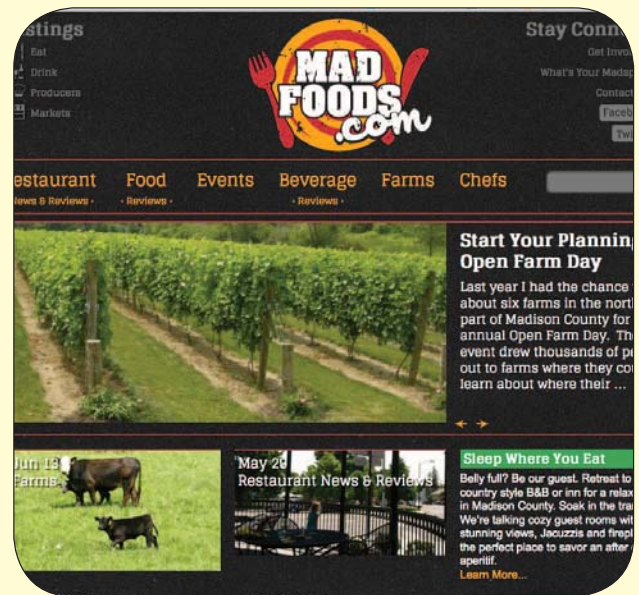 stings
Eat
Drink
Producers
Markets
MAD
FOODS
.com
Stay Conn
Get Invo
What's Your Madsp
Contact
Faceb
Twi
estaurant
News & Reviews •
Food
• Reviews •
Events
Beverage
• Reviews •
Farms
Chefs
Start Your Planning
Open Farm Day
Last year I had the chance
about six farms in the nort
part of Madison County for
annual Open Farm Day. Th
event drew thousands of pe
out to farms where they cou
learn about where their ...
Jun 13
Farms
May 20
Restaurant News & Reviews
Sleep Where You Eat
Belly full? Be our guest. Retreat to
country style B&B or inn for a relax
in Madison County. Soak in the tran
We're talking cozy guest rooms wit
stunning views, Jacuzzis and firepl
the perfect place to savor an after
aperitif.
Learn More...